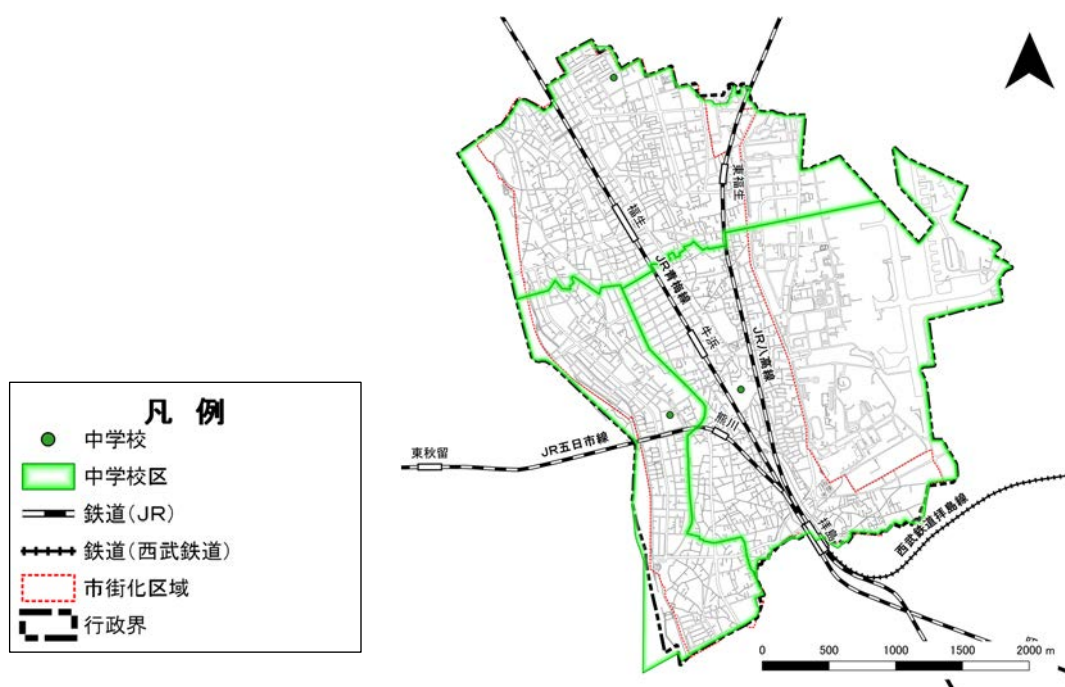 東福生
福生
JR青梅線
牛浜
JR八高線
熊川
JR五日市線
東秋留
拝島
西武鉄道拝島線
凡 例
中学校
中学校区
鉄道(JR)
鉄道(西武鉄道)
市街化区域
行政界
0 500 1000 1500 2000 m